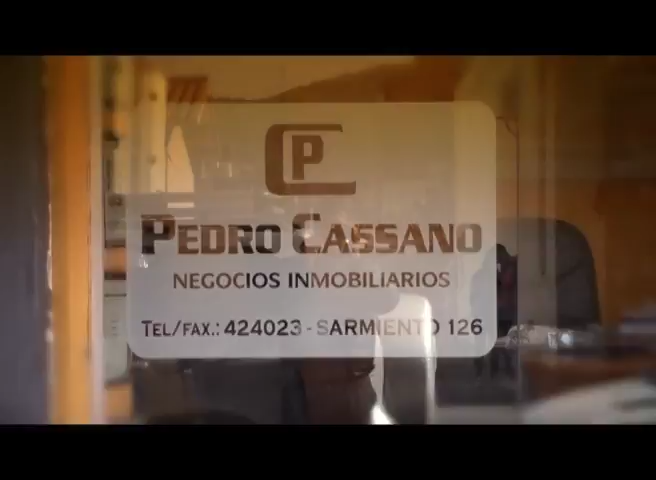 CP
PEDRO CASSANO
NEGOCIOS INMOBILIARIOS
TEL/FAX.: 424023 - SARMIENTO 126